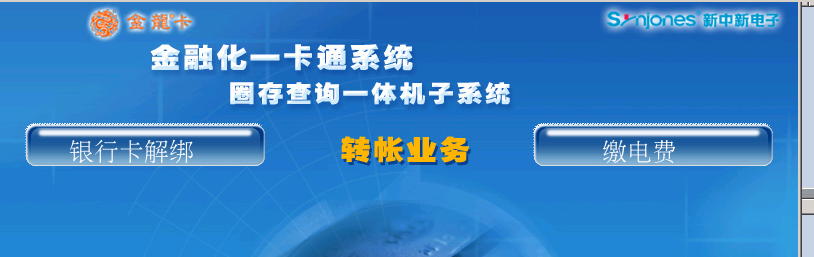 金龍卡
Synjones 新中新电子
金融化一卡通系统
圈存查询一体机子系统
银行卡解绑
转帐业务
缴电费